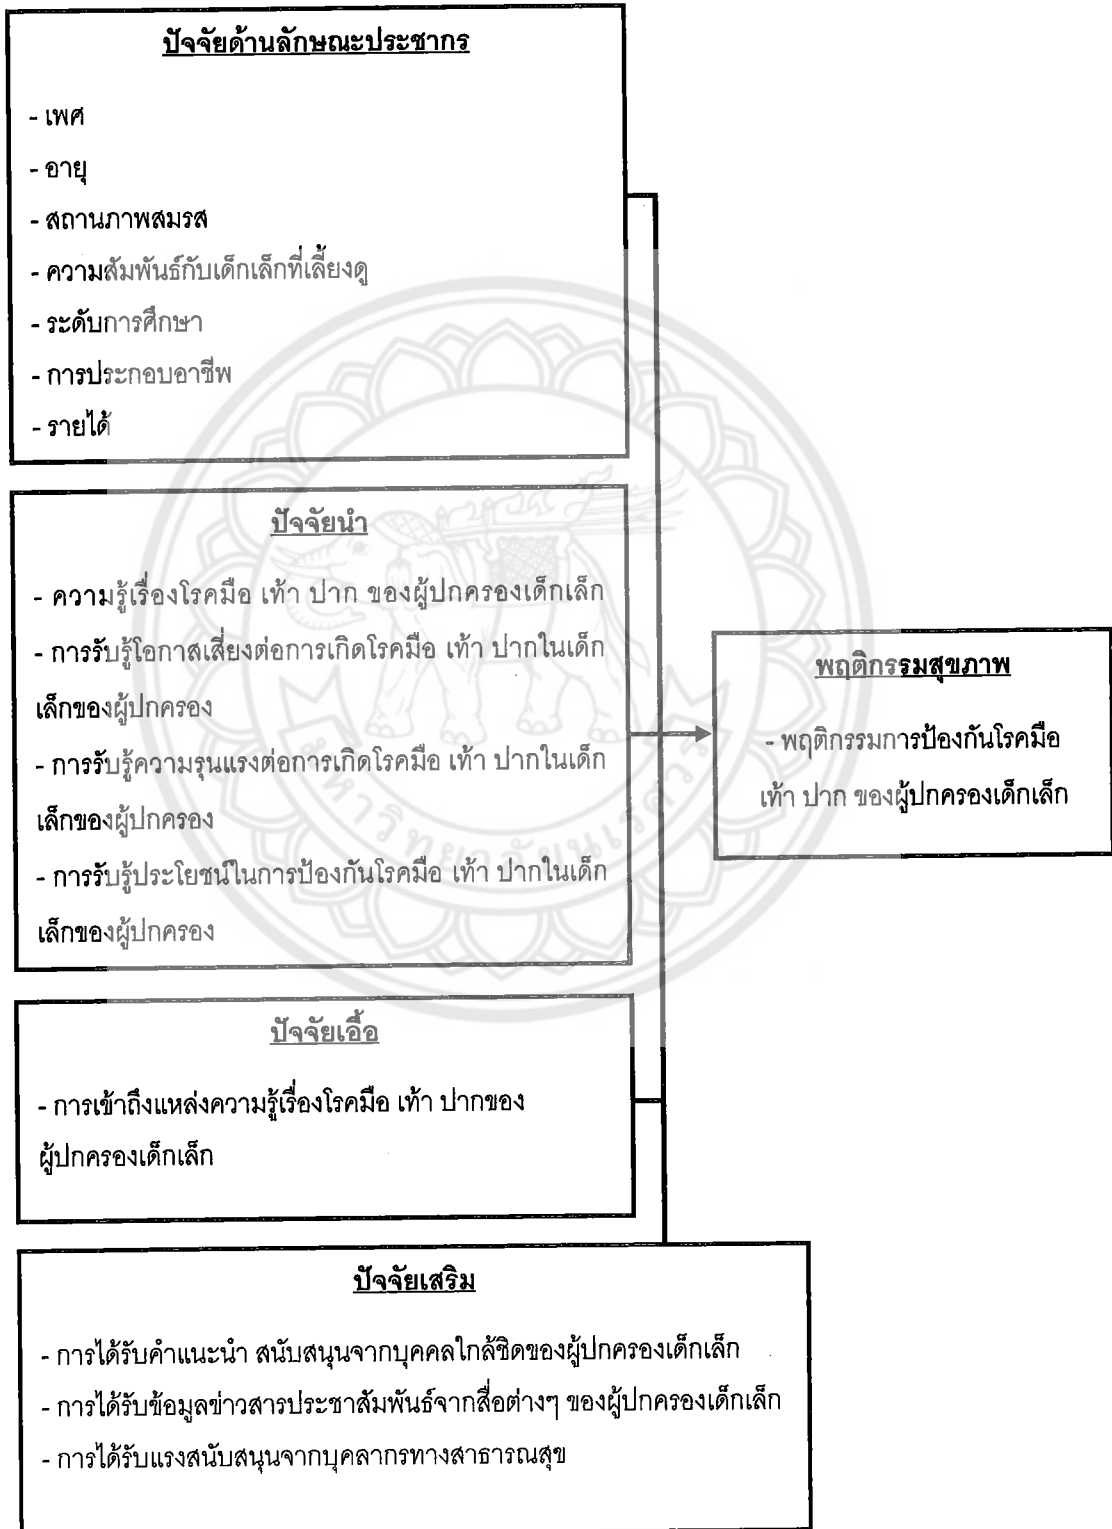 ปัจจัยด้านลักษณะประชากร
- เพศ
- อายุ
- สถานภาพสมรส
- ความสัมพันธ์กับเด็กเล็กที่เลี้ยงดู
- ระดับการศึกษา
- การประกอบอาชีพ
- รายได้
ปัจจัยนำ
- ความรู้เรื่องโรคมือ เท้า ปาก ของผู้ปกครองเด็กเล็ก
- การรับรู้โอกาสเสี่ยงต่อการเกิดโรคมือ เท้า ปากในเด็ก
เล็กของผู้ปกครอง
- การรับรู้ความรุนแรงต่อการเกิดโรคมือ เท้า ปากในเด็ก
เล็กของผู้ปกครอง
- การรับรู้ประโยชน์ในการป้องกันโรคมือ เท้า ปากในเด็ก
เล็กของผู้ปกครอง
พฤติกรรมสุขภาพ
- พฤติกรรมการป้องกันโรคมือ
เท้า ปาก ของผู้ปกครองเด็กเล็ก
ปัจจัยเอื้อ
- การเข้าถึงแหล่งความรู้เรื่องโรคมือ เท้า ปากของ
ผู้ปกครองเด็กเล็ก
ปัจจัยเสริม
- การได้รับคำแนะนำ สนับสนุนจากบุคคลใกล้ชิดของผู้ปกครองเด็กเล็ก
- การได้รับข้อมูลข่าวสารประชาสัมพันธ์จากสื่อต่างๆ ของผู้ปกครองเด็กเล็ก
- การได้รับแรงสนับสนุนจากบุคลากรทางสาธารณสุข